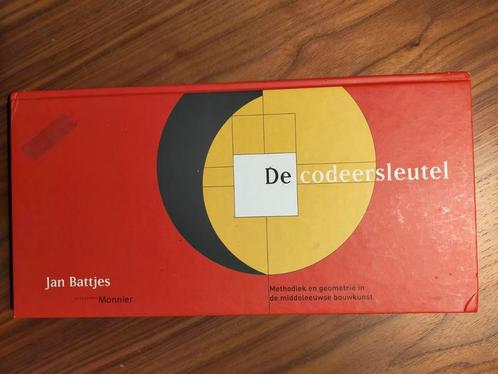 De codeersleutel
Jan Battjes
Monnier
Methodiek en geometrie in
de middeleeuwse bouwkunst